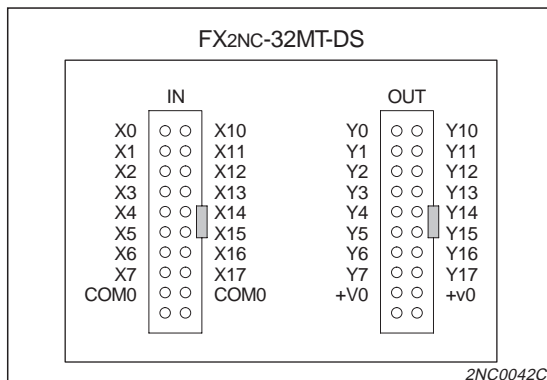 FX2NC-32MT-DS
IN OUT
X0 X10 Y0 Y10
X1 X11 Y1 Y11
X2 X12 Y2 Y12
X3 X13 Y3 Y13
X4 X14 Y4 Y14
X5 X15 Y5 Y15
X6 X16 Y6 Y16
X7 X17 Y7 Y17
COM0 COM0 +V0 +v0
2NC0042C